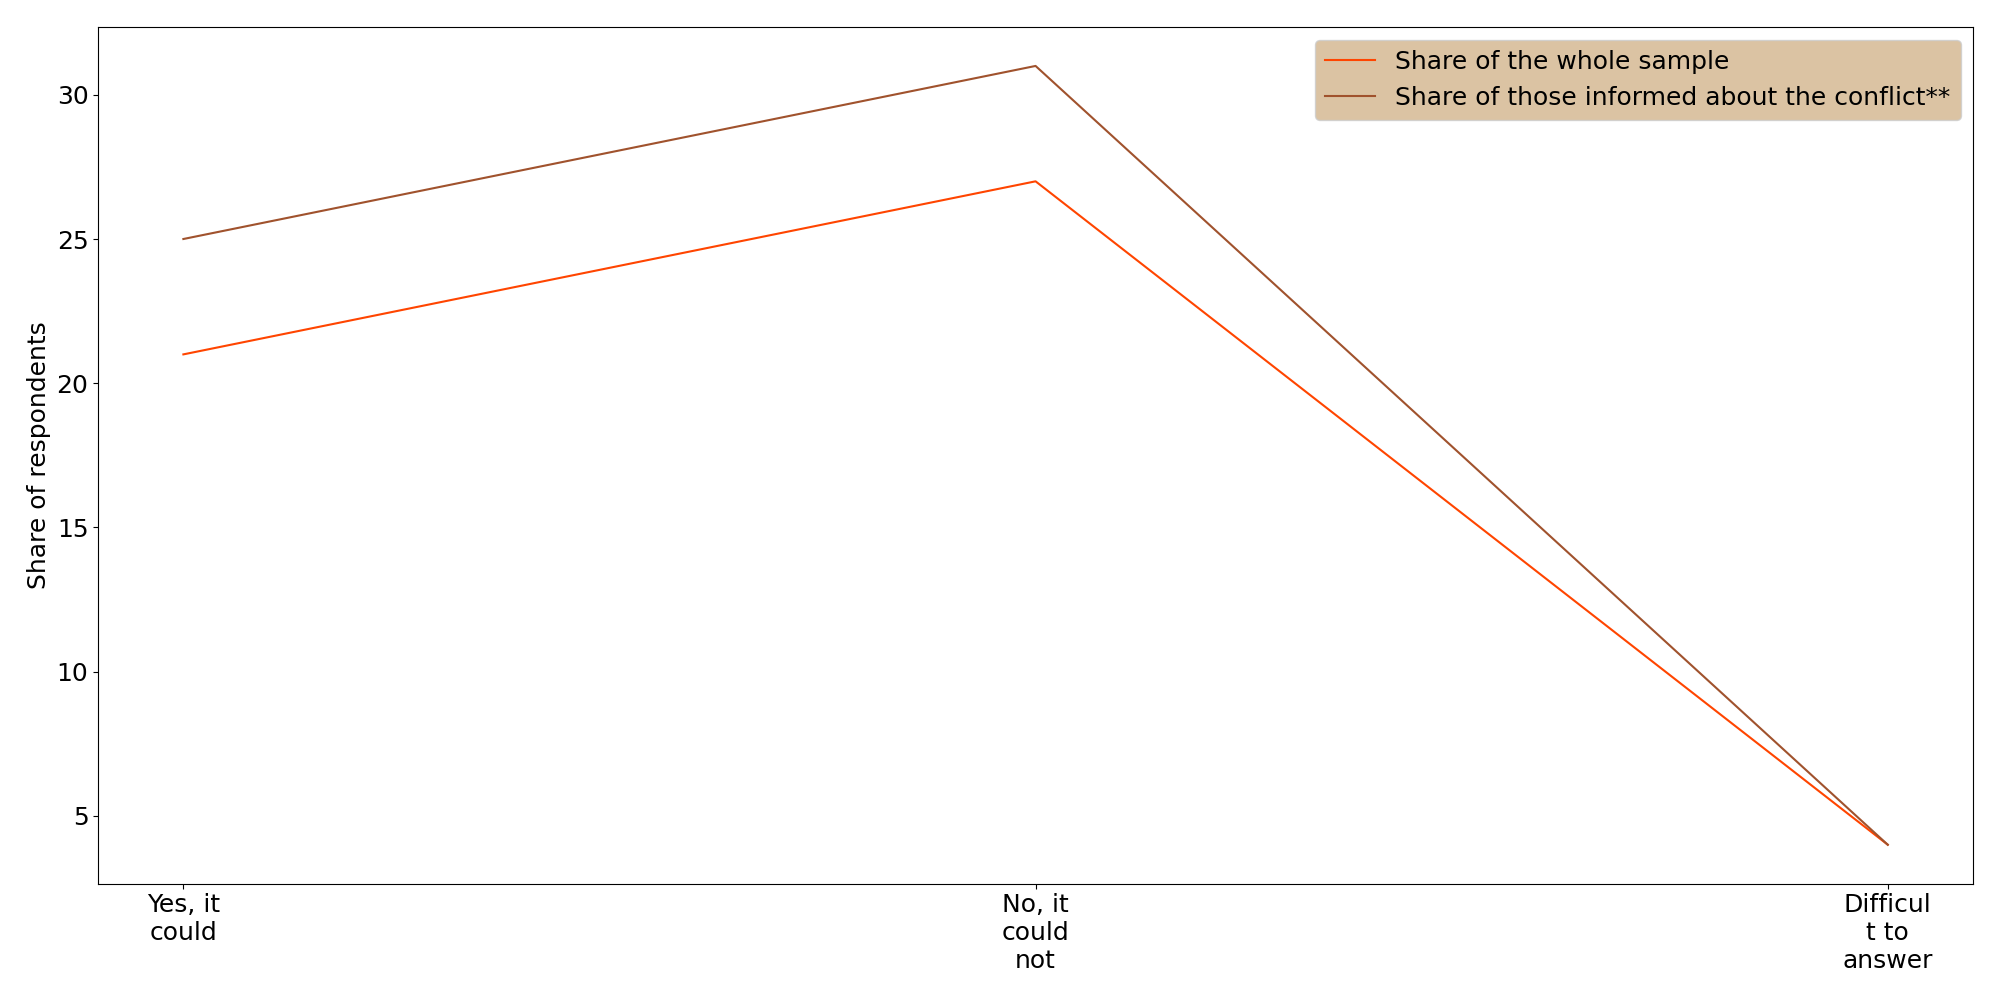 Share of the whole sample
Share of those informed about the conflict**
Share of respondents
30
25
20
15
10
5
Yes, it
could
No, it
could
not
Difficul
t to
answer